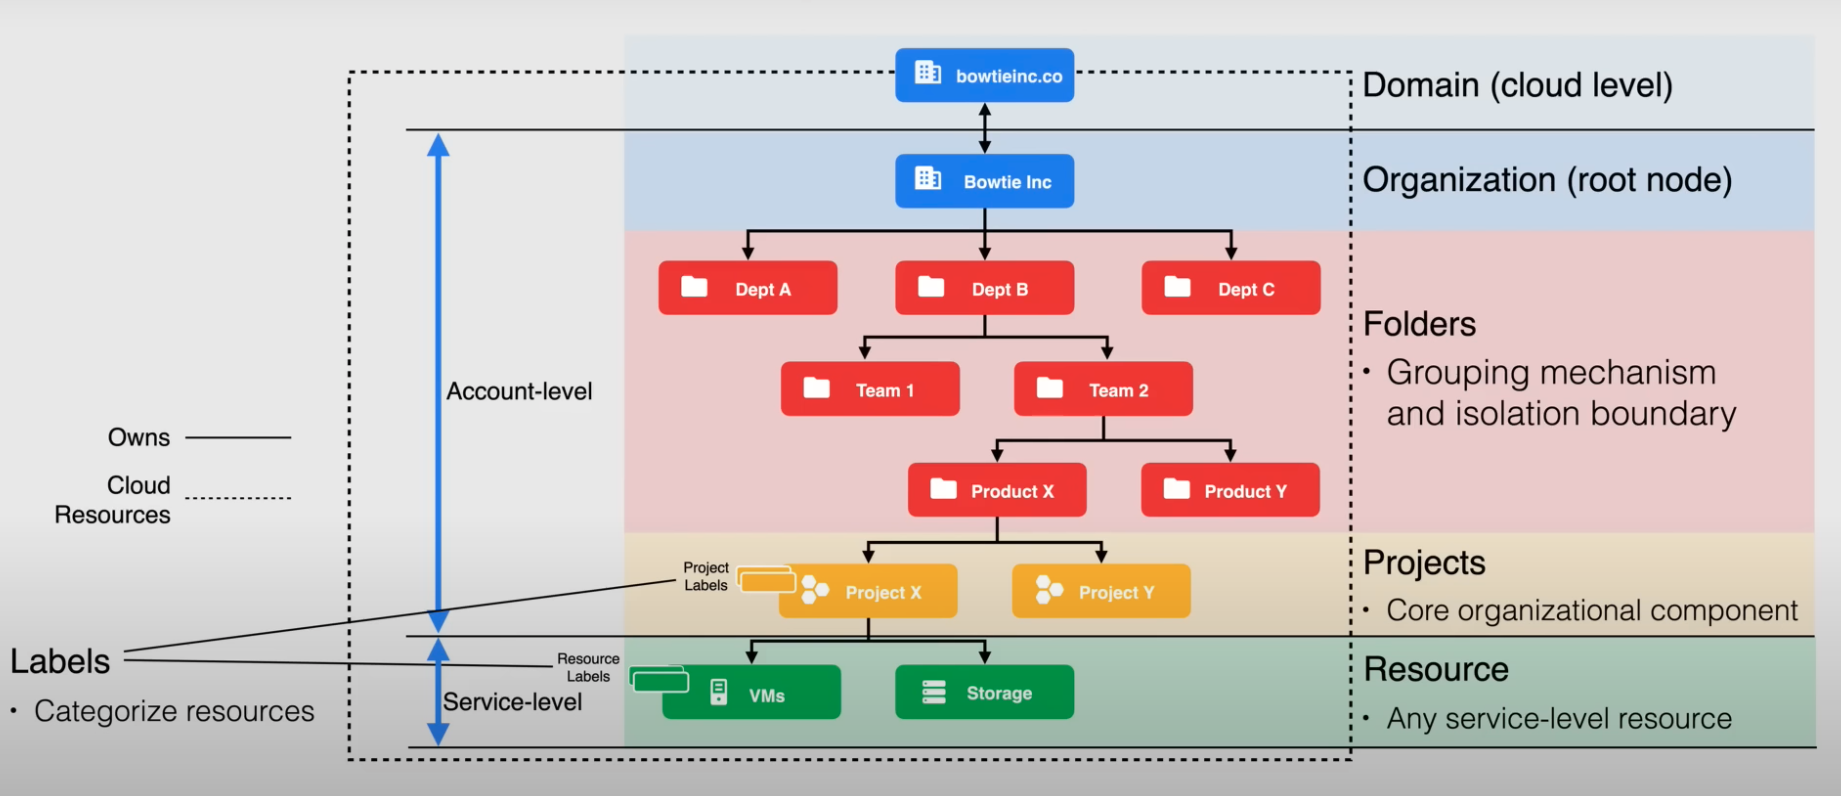 bowtieinc.co
Domain (cloud level)
Bowtie Inc
Organization (root node)
Dept A
Dept B
Dept C
Folders
• Grouping mechanism
and isolation boundary
Team 1
Team 2
Account-level
Owns
Cloud
Resources
Product X
Product Y
Project
Labels
Project X
Project Y
Projects
• Core organizational component
Labels
• Categorize resources
Resource
Labels
Service-level
VMs
Storage
Resource
• Any service-level resource